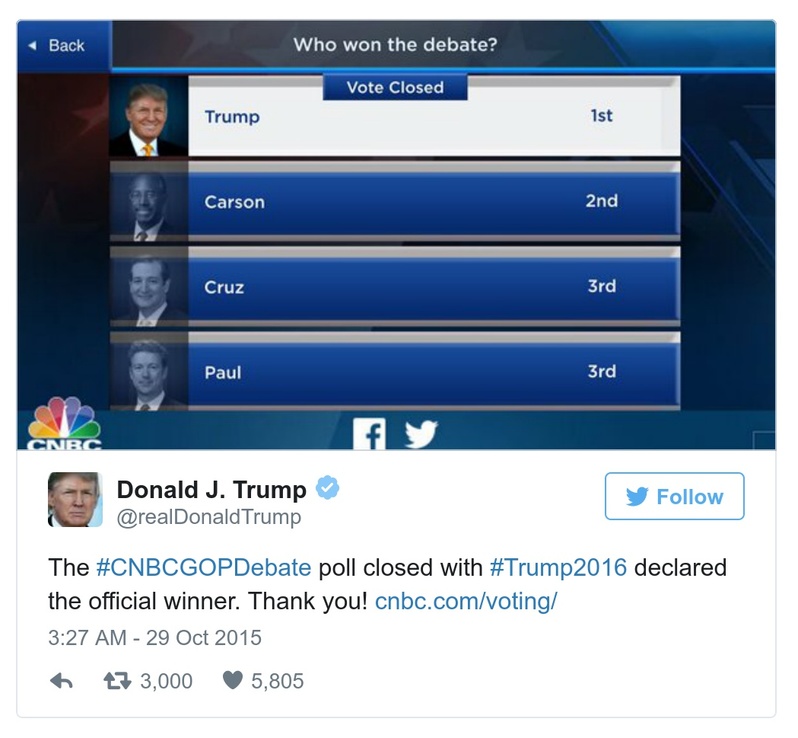 Back
Who won the debate?
Vote Closed
Trump 1st
Carson 2nd
Cruz 3rd
Paul 3rd
CNBC
Donald J. Trump
Follow
@realDonaldTrump
The #CNBCGOPDebate poll closed with #Trump2016 declared
the official winner. Thank you! cnbc.com/voting/
3:27 AM - 29 Oct 2015
3,000 5,805